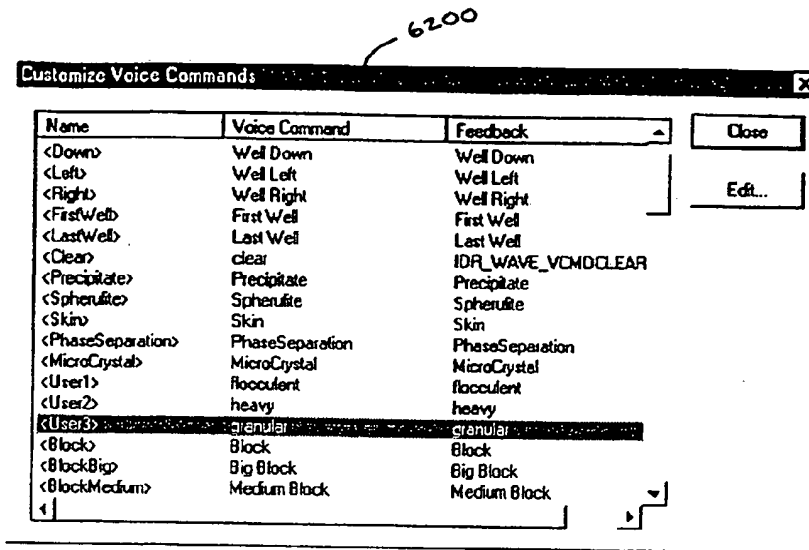 6200
Customize Voice Commands
Name Voice Command Feedback
Close
<Down> Well Down Well Down
<Left> Well Left Well Left
Edit...
<Right> Well Right Well Right
<FirstWell> First Well First Well
<LastWell> Last Well Last Well
<Clear> clear IDR_WAVE_VCMDCLEAR
<Precipitate> Precipitate Precipitate
<Spherulite> Spherulite Spherulite
<Skin> Skin Skin
<PhaseSeparation> PhaseSeparation PhaseSeparation
<MicroCrystal> MicroCrystal MicroCrystal
<User1> flocculent flocculent
<User2> heavy heavy
<User3> granular granular
<Block> Block Block
<BlockBig> Big Block Big Block
<BlockMedium> Medium Block Medium Block